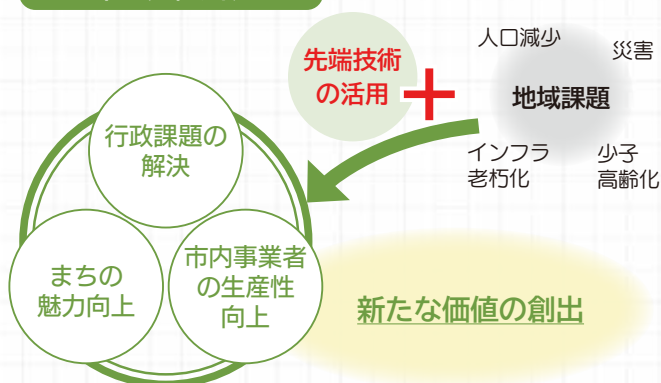 先端技術
の活用
+
人口減少
災害
地域課題
インフラ
老朽化
少子
高齢化
行政課題の
解決
まちの
魅力向上
市内事業者
の生産性
向上
新たな価値の創出